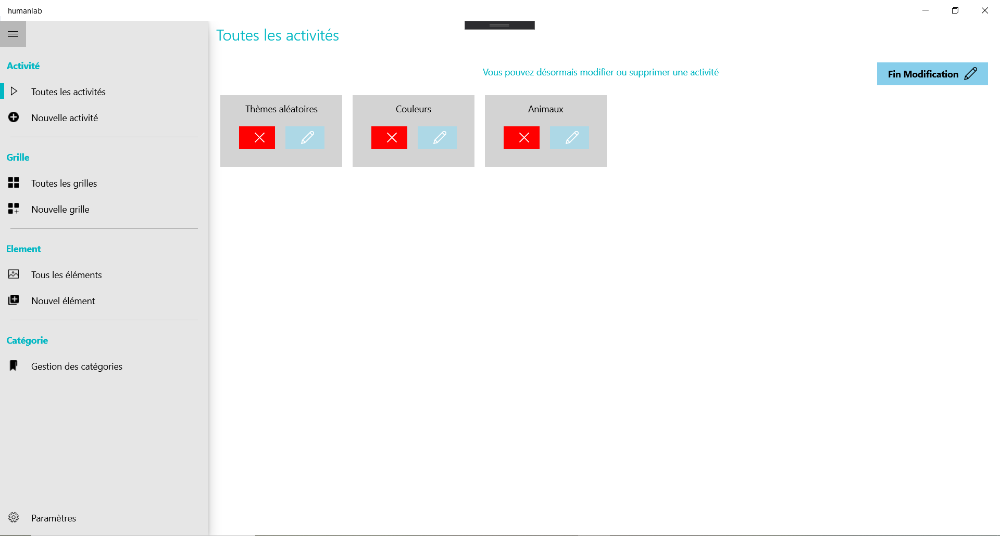 humanlab
Toutes les activités
Activité
Toutes les activités
Nouvelle activité
Grille
Toutes les grilles
Nouvelle grille
Element
Tous les éléments
Nouvel élément
Catégorie
Gestion des catégories
Paramètres
Vous pouvez désormais modifier ou supprimer une activité
Fin Modification
Thèmes aléatoires
Couleurs
Animaux